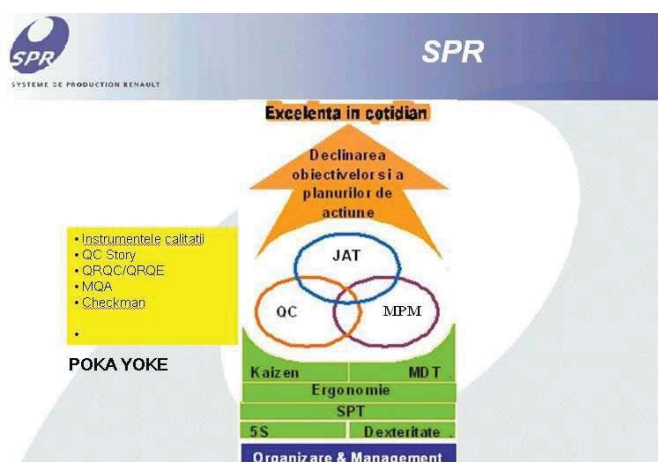 SPR
SYSTEME DE PRODUCTION RENAULT
SPR
Excelenta in cotidian
Declinarea
obiectivelor si a
planurilor de
actiune
• Instrumentele calitatii
• QC Story
• QRQC/QRQE
• MQA
• Checkman
•
POKA YOKE
JAT
QC
MPM
Kaizen
MDT
Ergonomie
SPT
5S
Dexteritate
Organizare & Management